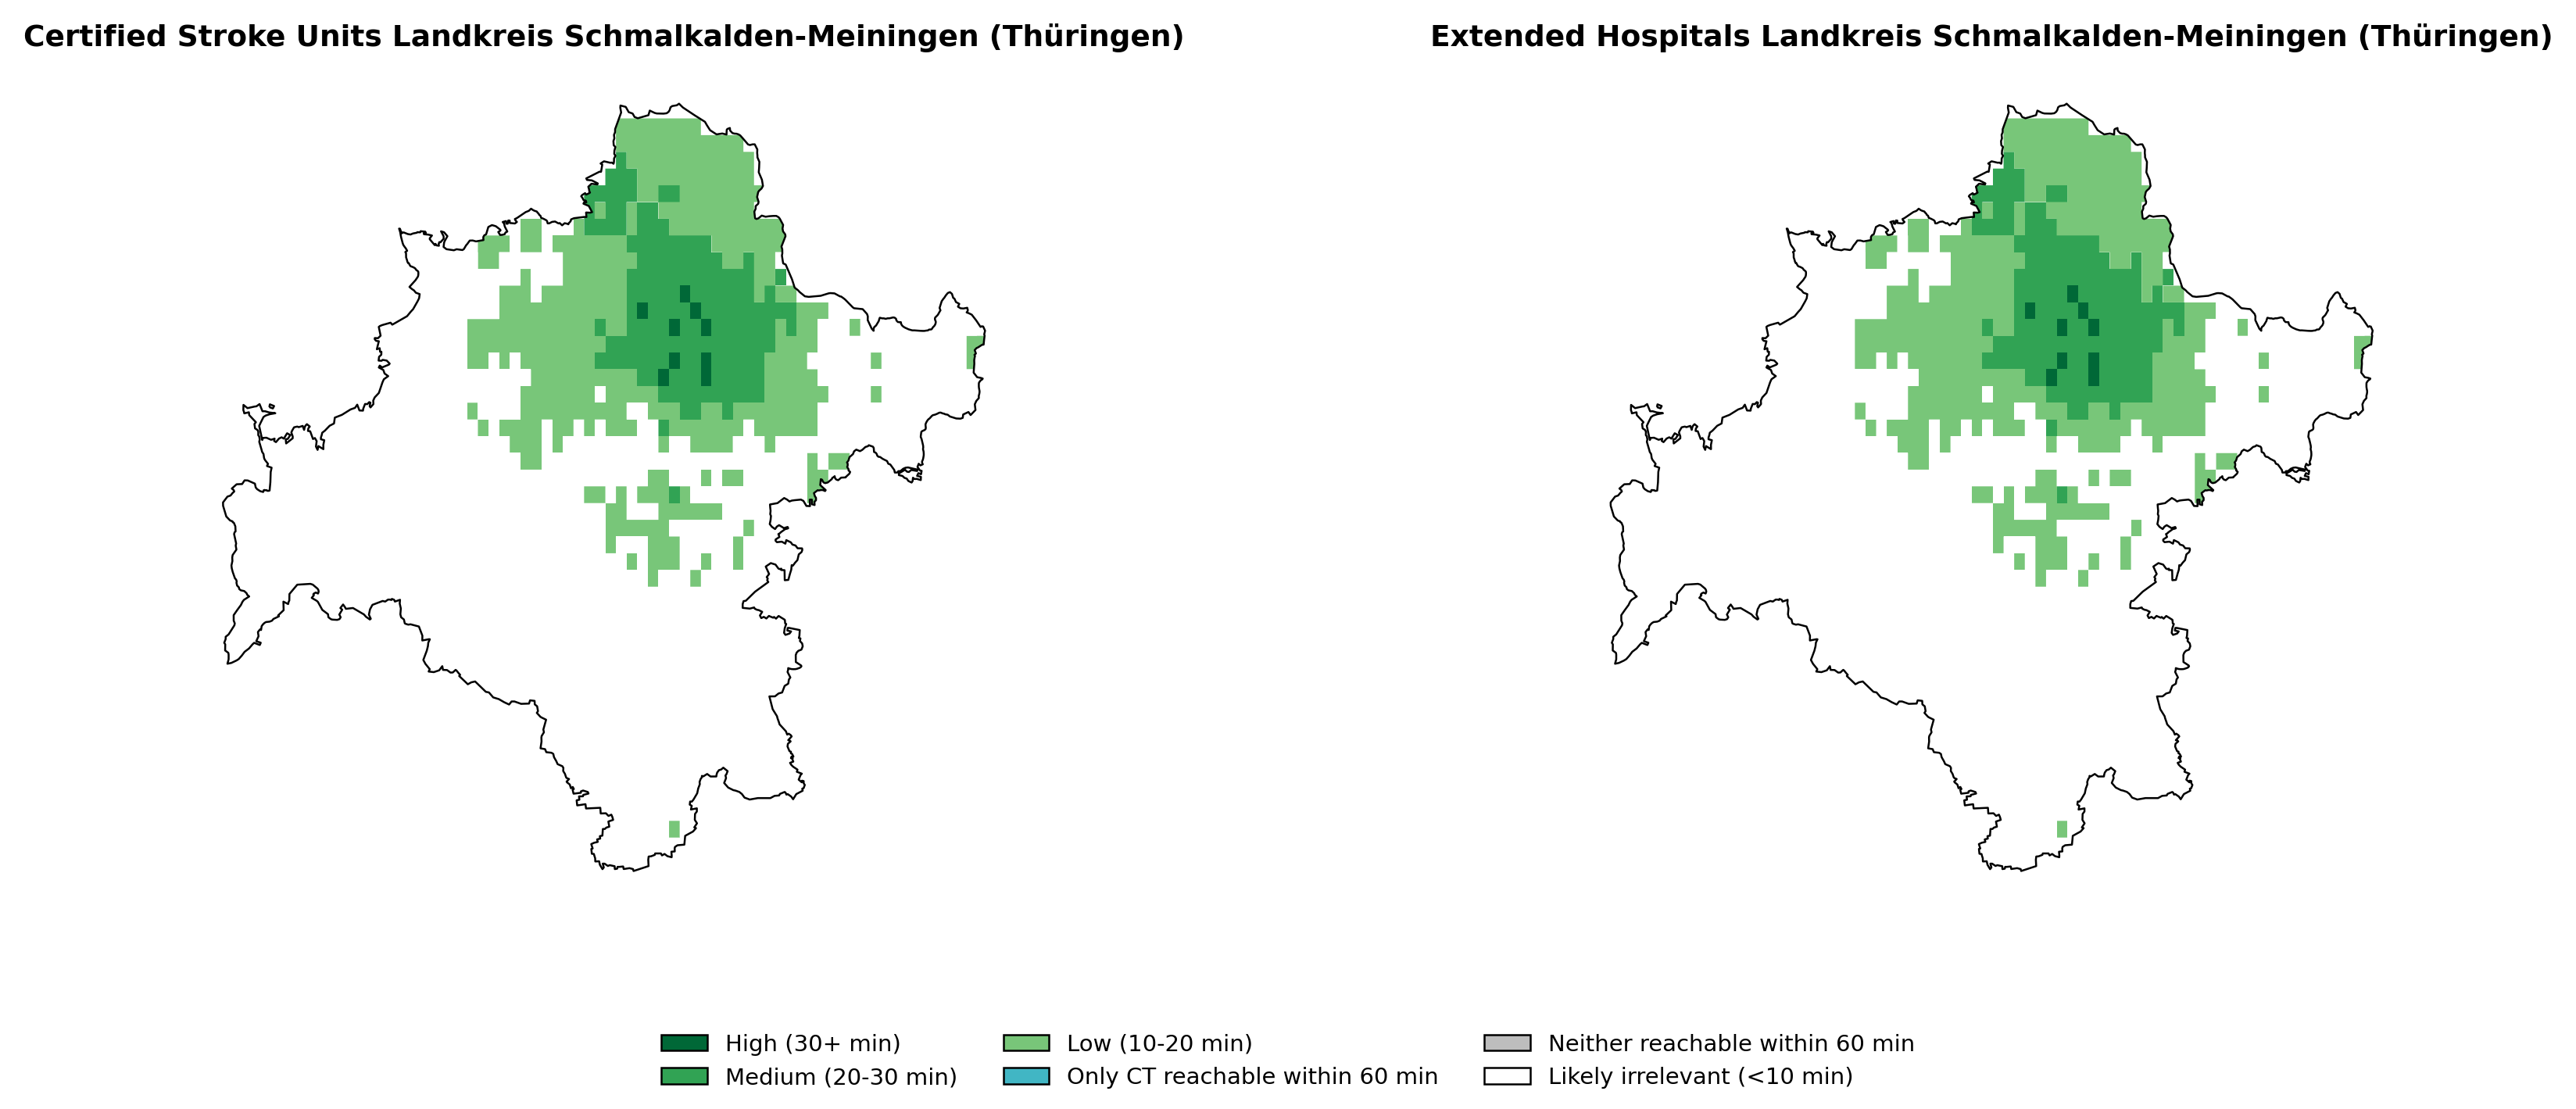 Certified Stroke Units Landkreis Schmalkalden-Meiningen (Thüringen)
Extended Hospitals Landkreis Schmalkalden-Meiningen (Thüringen)
High (30+ min)
Medium (20-30 min)
Low (10-20 min)
Only CT reachable within 60 min
Neither reachable within 60 min
Likely irrelevant (<10 min)